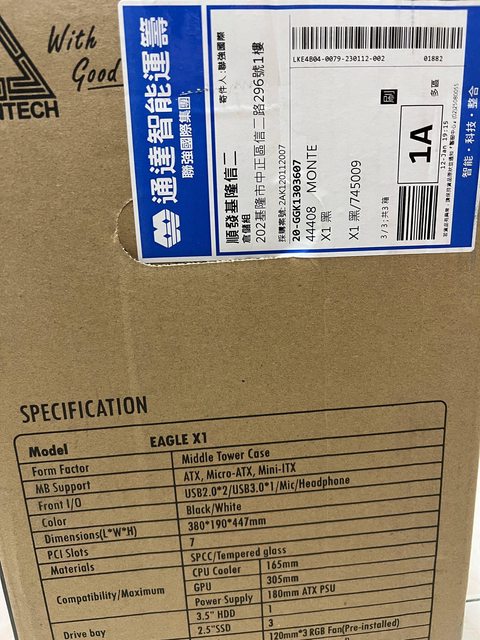 With
Good
NTECH
通達智能運籌
聯強國際集團
寄件人:聯強國際
順發基隆信二
倉儲組
202基隆市中正區信二路296號1樓
採購案號:2AK120112007
20-GGK1303607
44408 MONTE
X1 黑
X1 黑/745009
3/3;共3箱
LKE4B04-0079-230112-002 01882
刷
多區
1A
12-Jan 19:15
智能・科技・整合
SPECIFICATION
Model EAGLE X1
Form Factor Middle Tower Case
MB Support ATX, Micro-ATX, Mini-ITX
Front I/O USB2.0*2/USB3.0*1/Mic/Headphone
Color Black/White
Dimensions(L*W*H) 380*190*447mm
PCI Slots 7
Materials SPCC/Tempered glass
Compatibility/Maximum CPU Cooler 165mm
GPU 305mm
Power Supply 180mm ATX PSU
Drive bay 3.5" HDD 1
2.5"SSD 3
120mm*3 RGB Fan(Pre-installed)